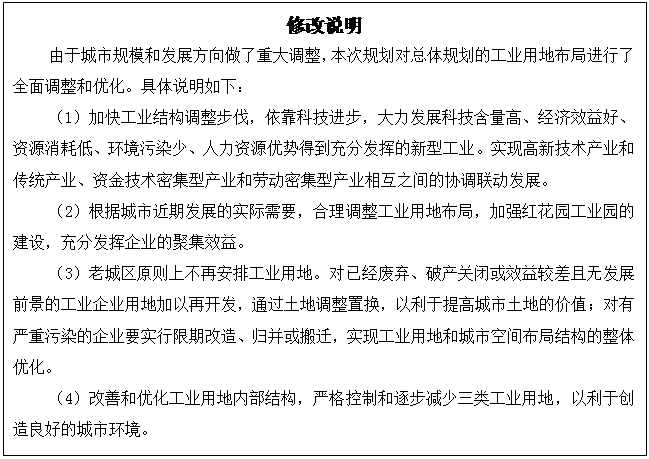 修改说明
由于城市规模和发展方向做了重大调整，本次规划对总体规划的工业用地布局进行了
全面调整和优化。具体说明如下：
（1）加快工业结构调整步伐，依靠科技进步，大力发展科技含量高、经济效益好、
资源消耗低、环境污染少、人力资源优势得到充分发挥的新型工业。实现高新技术产业和
传统产业、资金技术密集型产业和劳动密集型产业相互之间的协调联动发展。
（2）根据城市近期发展的实际需要，合理调整工业用地布局，加强红花园工业园的
建设，充分发挥企业的聚集效益。
（3）老城区原则上不再安排工业用地。对已经废弃、破产关闭或效益较差且无发展
前景的工业企业用地加以再开发，通过土地调整置换，以利于提高城市土地的价值；对有
严重污染的企业要实行限期改造、归并或搬迁，实现工业用地和城市空间布局结构的整体
优化。
（4）改善和优化工业用地内部结构，严格控制和逐步减少三类工业用地，以利于创
造良好的城市环境。